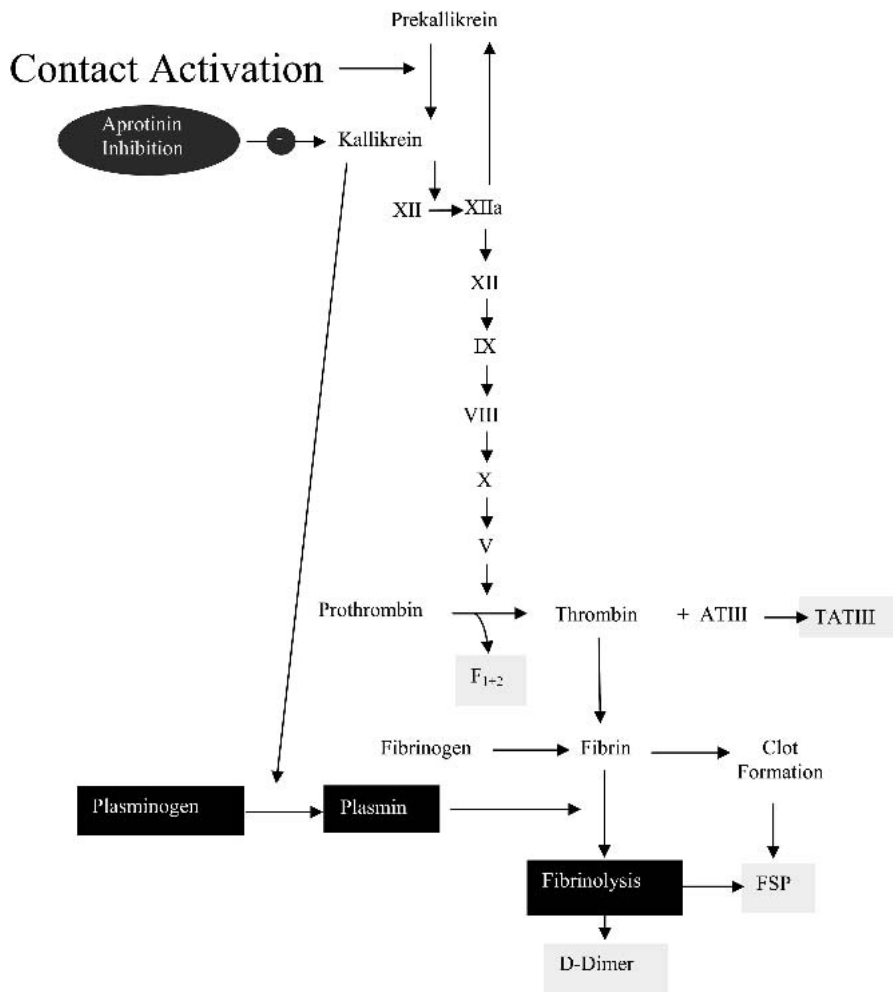 Prekallikrein
Contact Activation
Aprotinin
Inhibition
-
Kallikrein
XII
XIIa
XII
IX
VIII
X
V
Prothrombin
Thrombin
+ ATIII
TATIII
F₁₊₂
Fibrinogen
Fibrin
Clot
Formation
Plasminogen
Plasmin
Fibrinolysis
FSP
D-Dimer